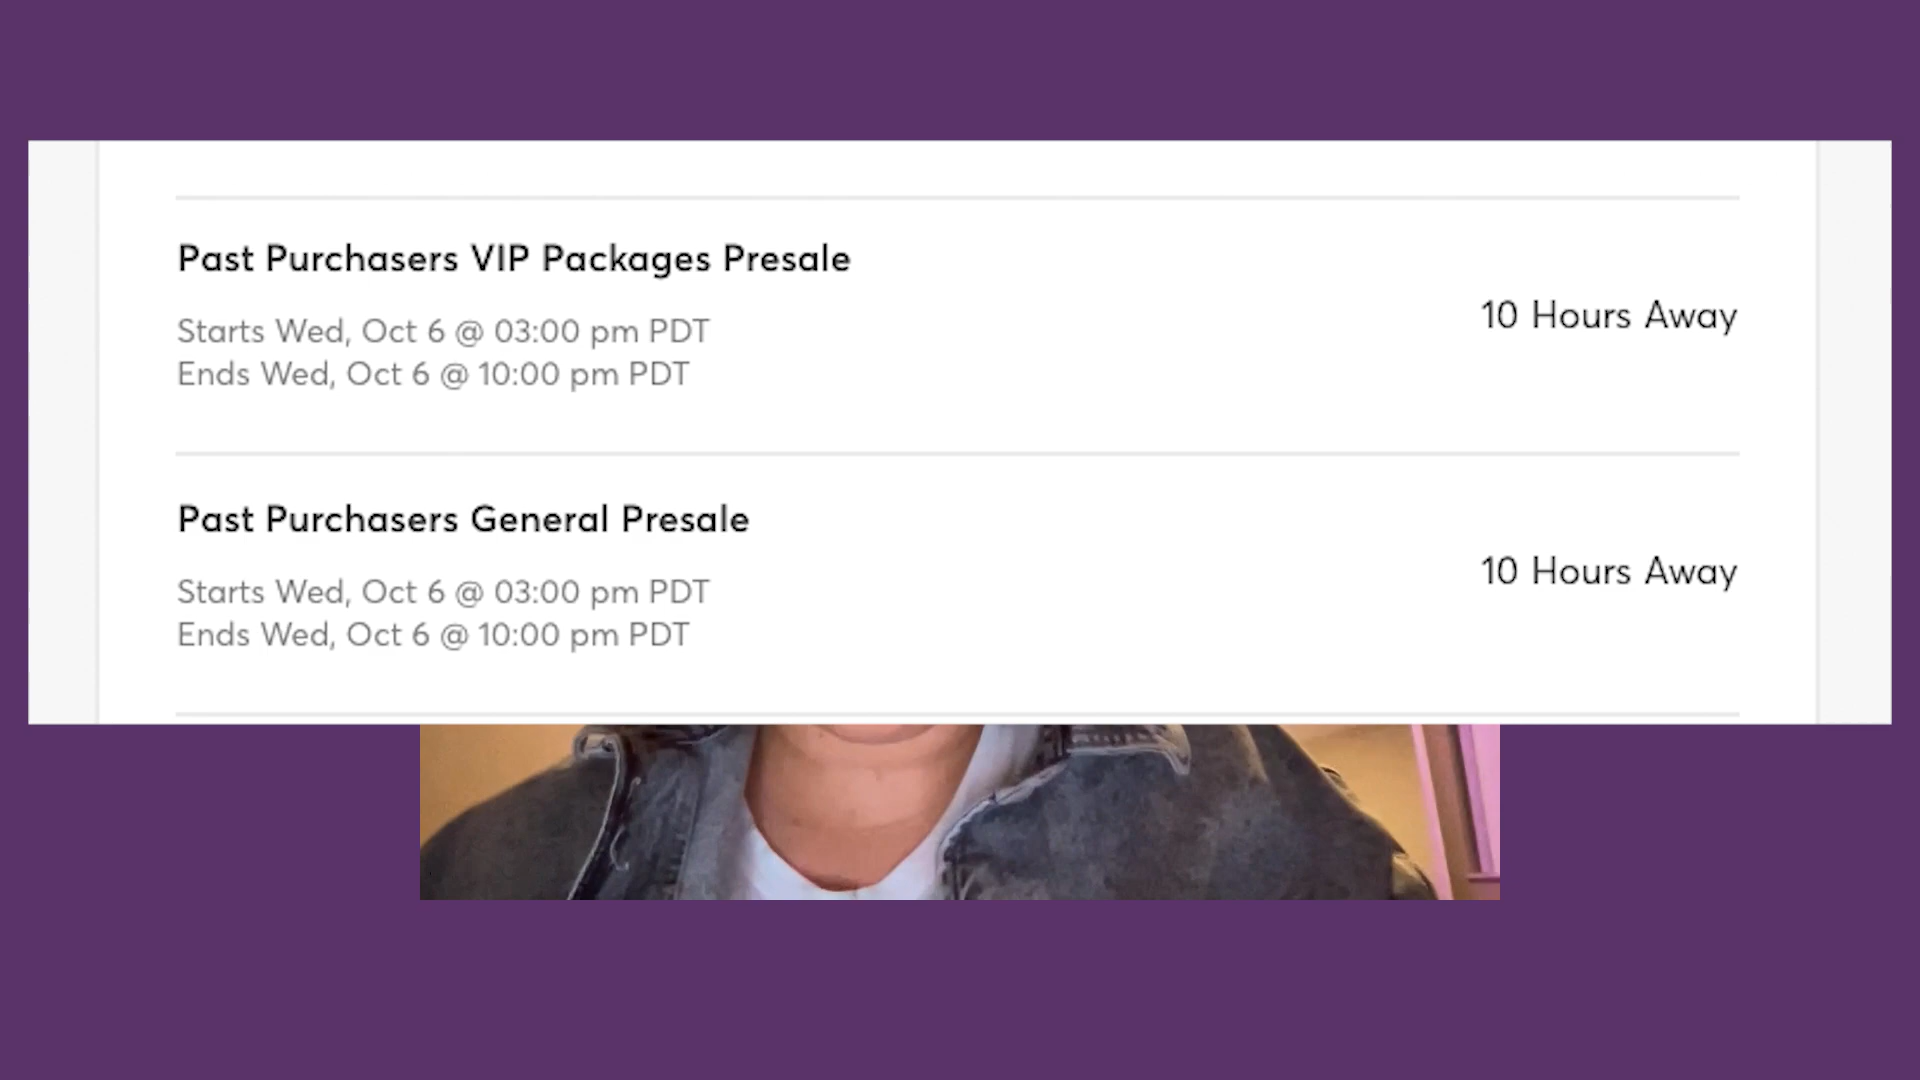 Past Purchasers VIP Packages Presale
Starts Wed, Oct 6 @ 03:00 pm PDT
Ends Wed, Oct 6 @ 10:00 pm PDT
10 Hours Away
Past Purchasers General Presale
Starts Wed, Oct 6 @ 03:00 pm PDT
Ends Wed, Oct 6 @ 10:00 pm PDT
10 Hours Away